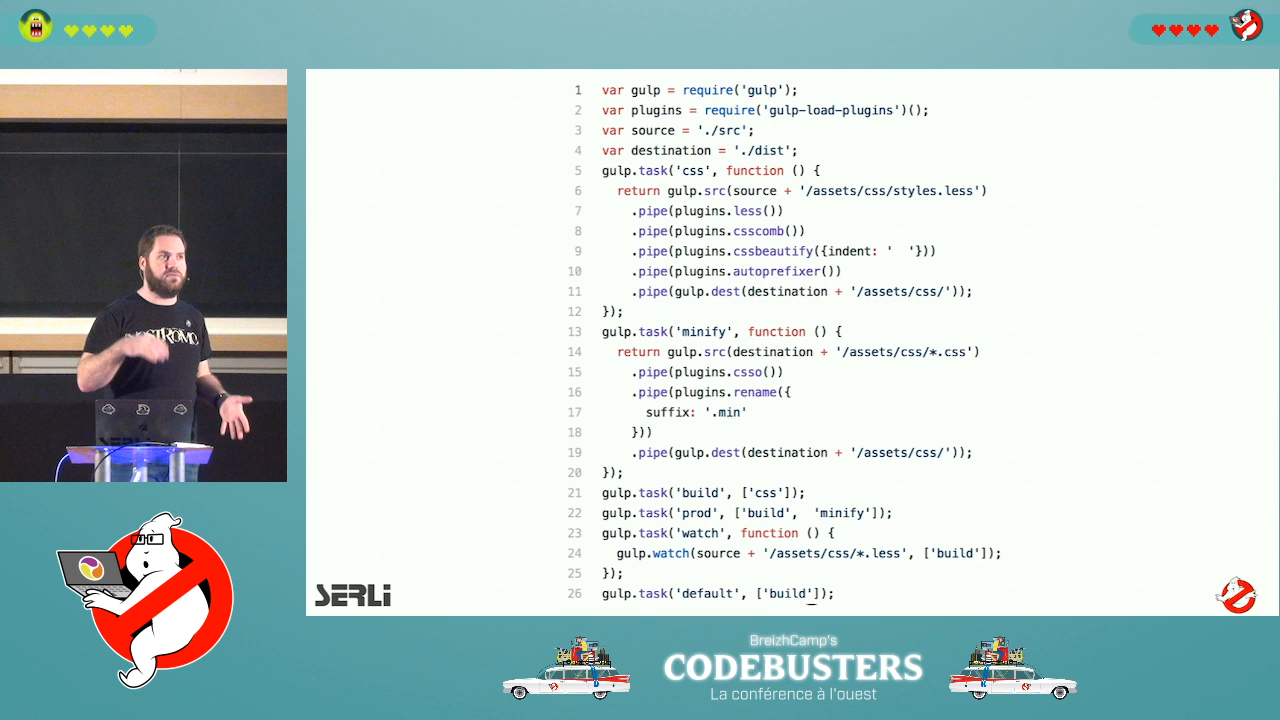 1 var gulp = require('gulp');
2 var plugins = require('gulp-load-plugins')();
3 var source = './src';
4 var destination = './dist';
5 gulp.task('css', function () {
6 return gulp.src(source + '/assets/css/styles.less')
7 .pipe(plugins.less())
8 .pipe(plugins.csscomb())
9 .pipe(plugins.cssbeautify({indent: '  '}))
10 .pipe(plugins.autoprefixer())
11 .pipe(gulp.dest(destination + '/assets/css/'));
12 });
13 gulp.task('minify', function () {
14 return gulp.src(destination + '/assets/css/*.css')
15 .pipe(plugins.csso())
16 .pipe(plugins.rename({
17 suffix: '.min'
18 }))
19 .pipe(gulp.dest(destination + '/assets/css/'));
20 });
21 gulp.task('build', ['css']);
22 gulp.task('prod', ['build',  'minify']);
23 gulp.task('watch', function () {
24 gulp.watch(source + '/assets/css/*.less', ['build']);
25 });
26 gulp.task('default', ['build']);
NOSTROMO
SERLI
SERLI
BreizhCamp's
CODEBUSTERS
La conférence à l'ouest